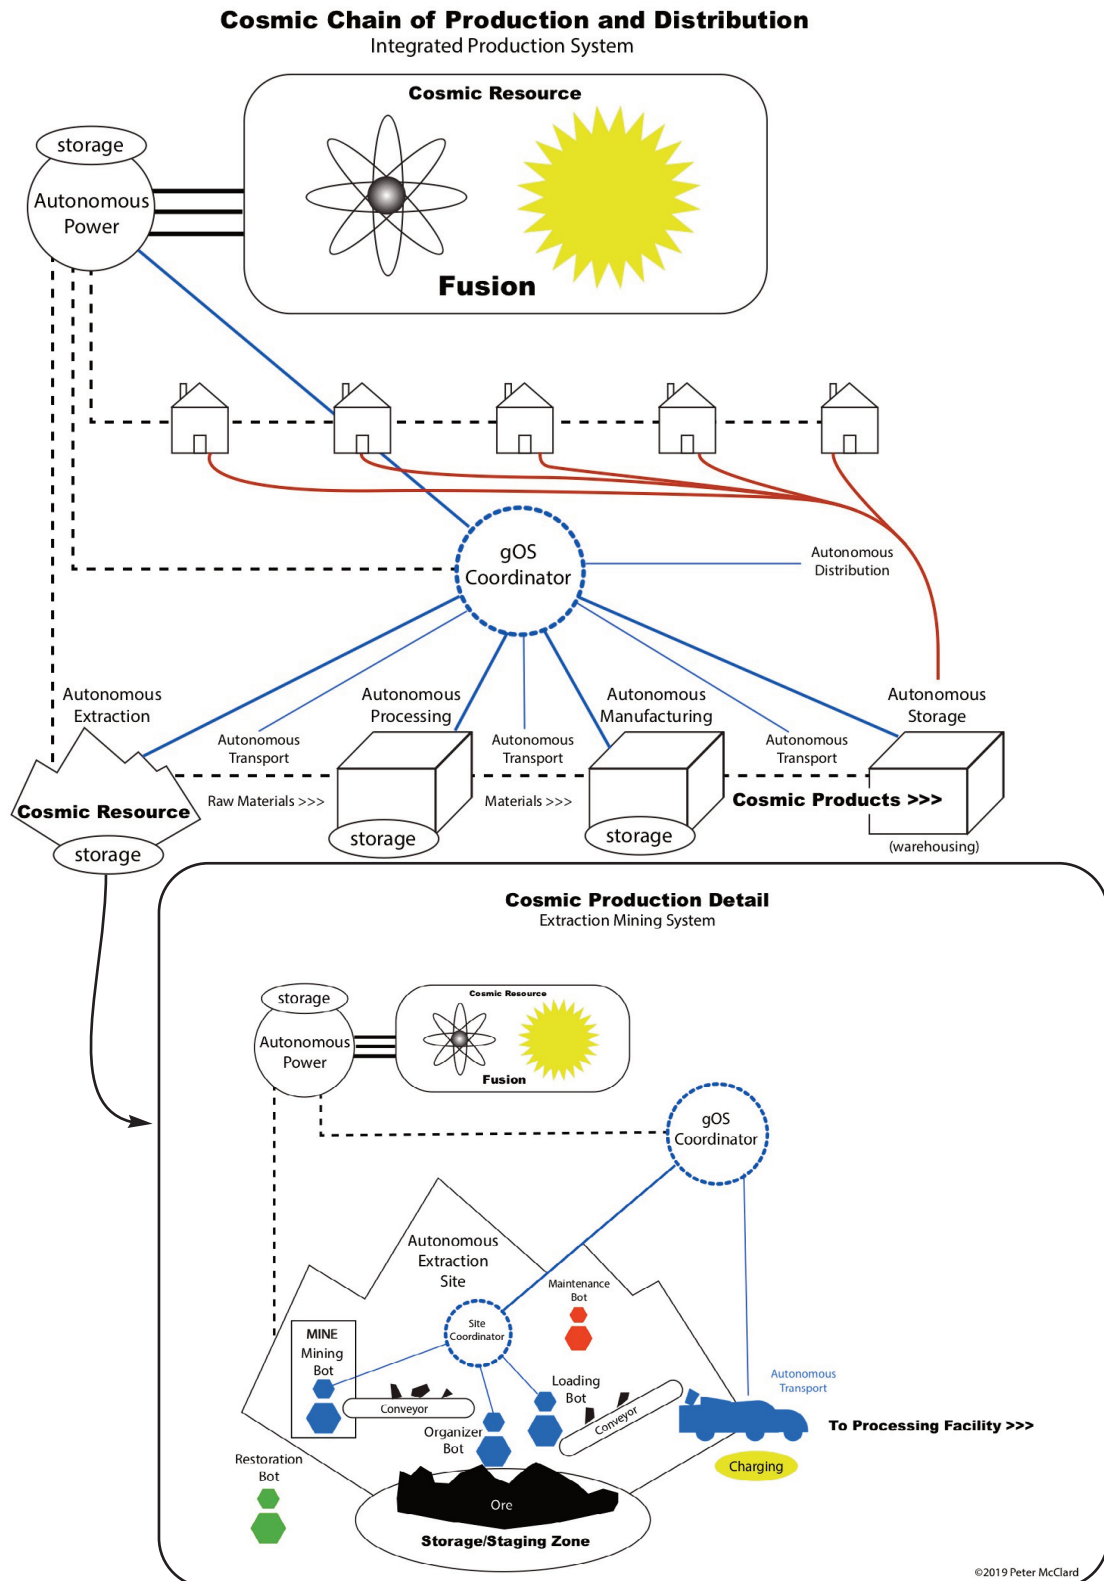 Cosmic Chain of Production and Distribution
Integrated Production System
Cosmic Resource
storage
Autonomous
Power
Fusion
gOS
Coordinator
Autonomous
Distribution
Autonomous
Extraction
Autonomous
Processing
Autonomous
Manufacturing
Autonomous
Storage
Autonomous
Transport
Autonomous
Transport
Autonomous
Transport
Cosmic Resource
Raw Materials >>>
Materials >>>
Cosmic Products >>>
storage
storage
storage
(warehousing)
Cosmic Production Detail
Extraction Mining System
storage
Cosmic Resource
Autonomous
Power
Fusion
gOS
Coordinator
Autonomous
Extraction
Site
Maintenance
Bot
Site
Coordinator
MINE
Mining
Bot
Loading
Bot
Autonomous
Transport
Conveyor
Conveyor
Organizer
Bot
To Processing Facility >>>
Restoration
Bot
Charging
Ore
Storage/Staging Zone
©2019 Peter McClard